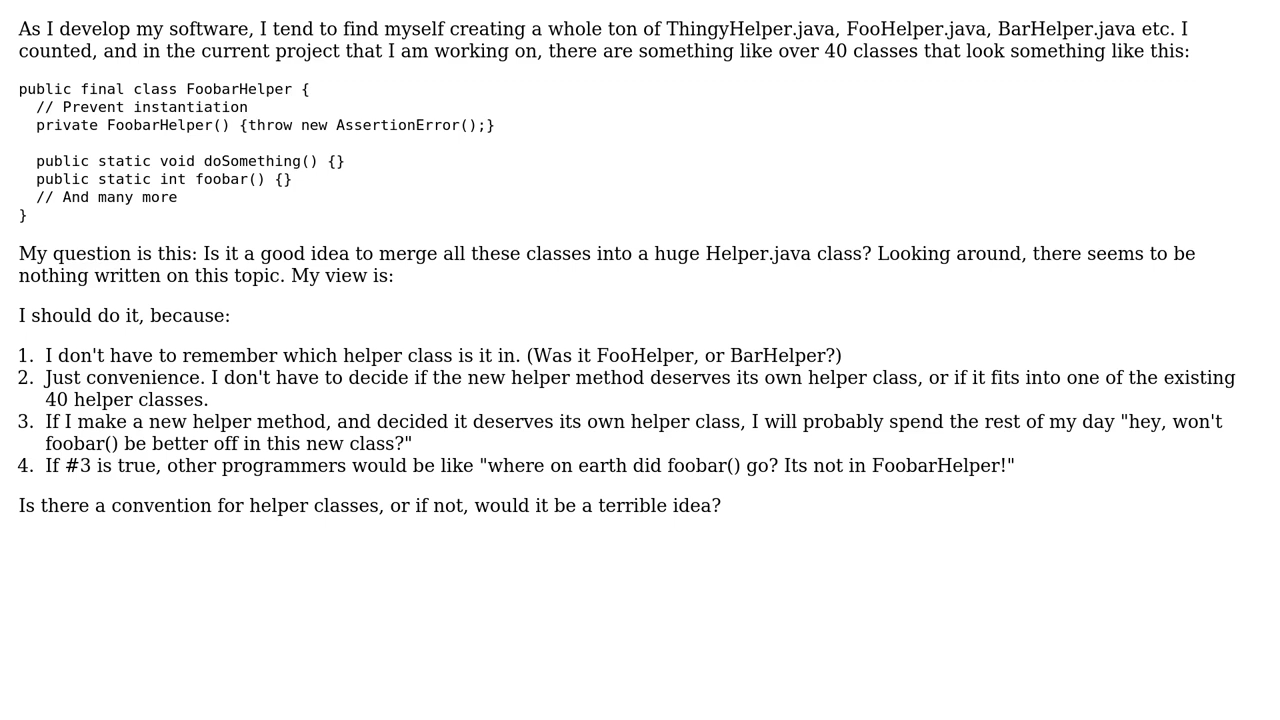 As I develop my software, I tend to find myself creating a whole ton of ThingyHelper.java, FooHelper.java, BarHelper.java etc. I
counted, and in the current project that I am working on, there are something like over 40 classes that look something like this:
public final class FoobarHelper {
  // Prevent instantiation
  private FoobarHelper() {throw new AssertionError();}
  public static void doSomething() {}
  public static int foobar() {}
  // And many more
}
My question is this: Is it a good idea to merge all these classes into a huge Helper.java class? Looking around, there seems to be
nothing written on this topic. My view is:
I should do it, because:
1. I don't have to remember which helper class is it in. (Was it FooHelper, or BarHelper?)
2. Just convenience. I don't have to decide if the new helper method deserves its own helper class, or if it fits into one of the existing
40 helper classes.
3. If I make a new helper method, and decided it deserves its own helper class, I will probably spend the rest of my day "hey, won't
foobar() be better off in this new class?"
4. If #3 is true, other programmers would be like "where on earth did foobar() go? Its not in FoobarHelper!"
Is there a convention for helper classes, or if not, would it be a terrible idea?